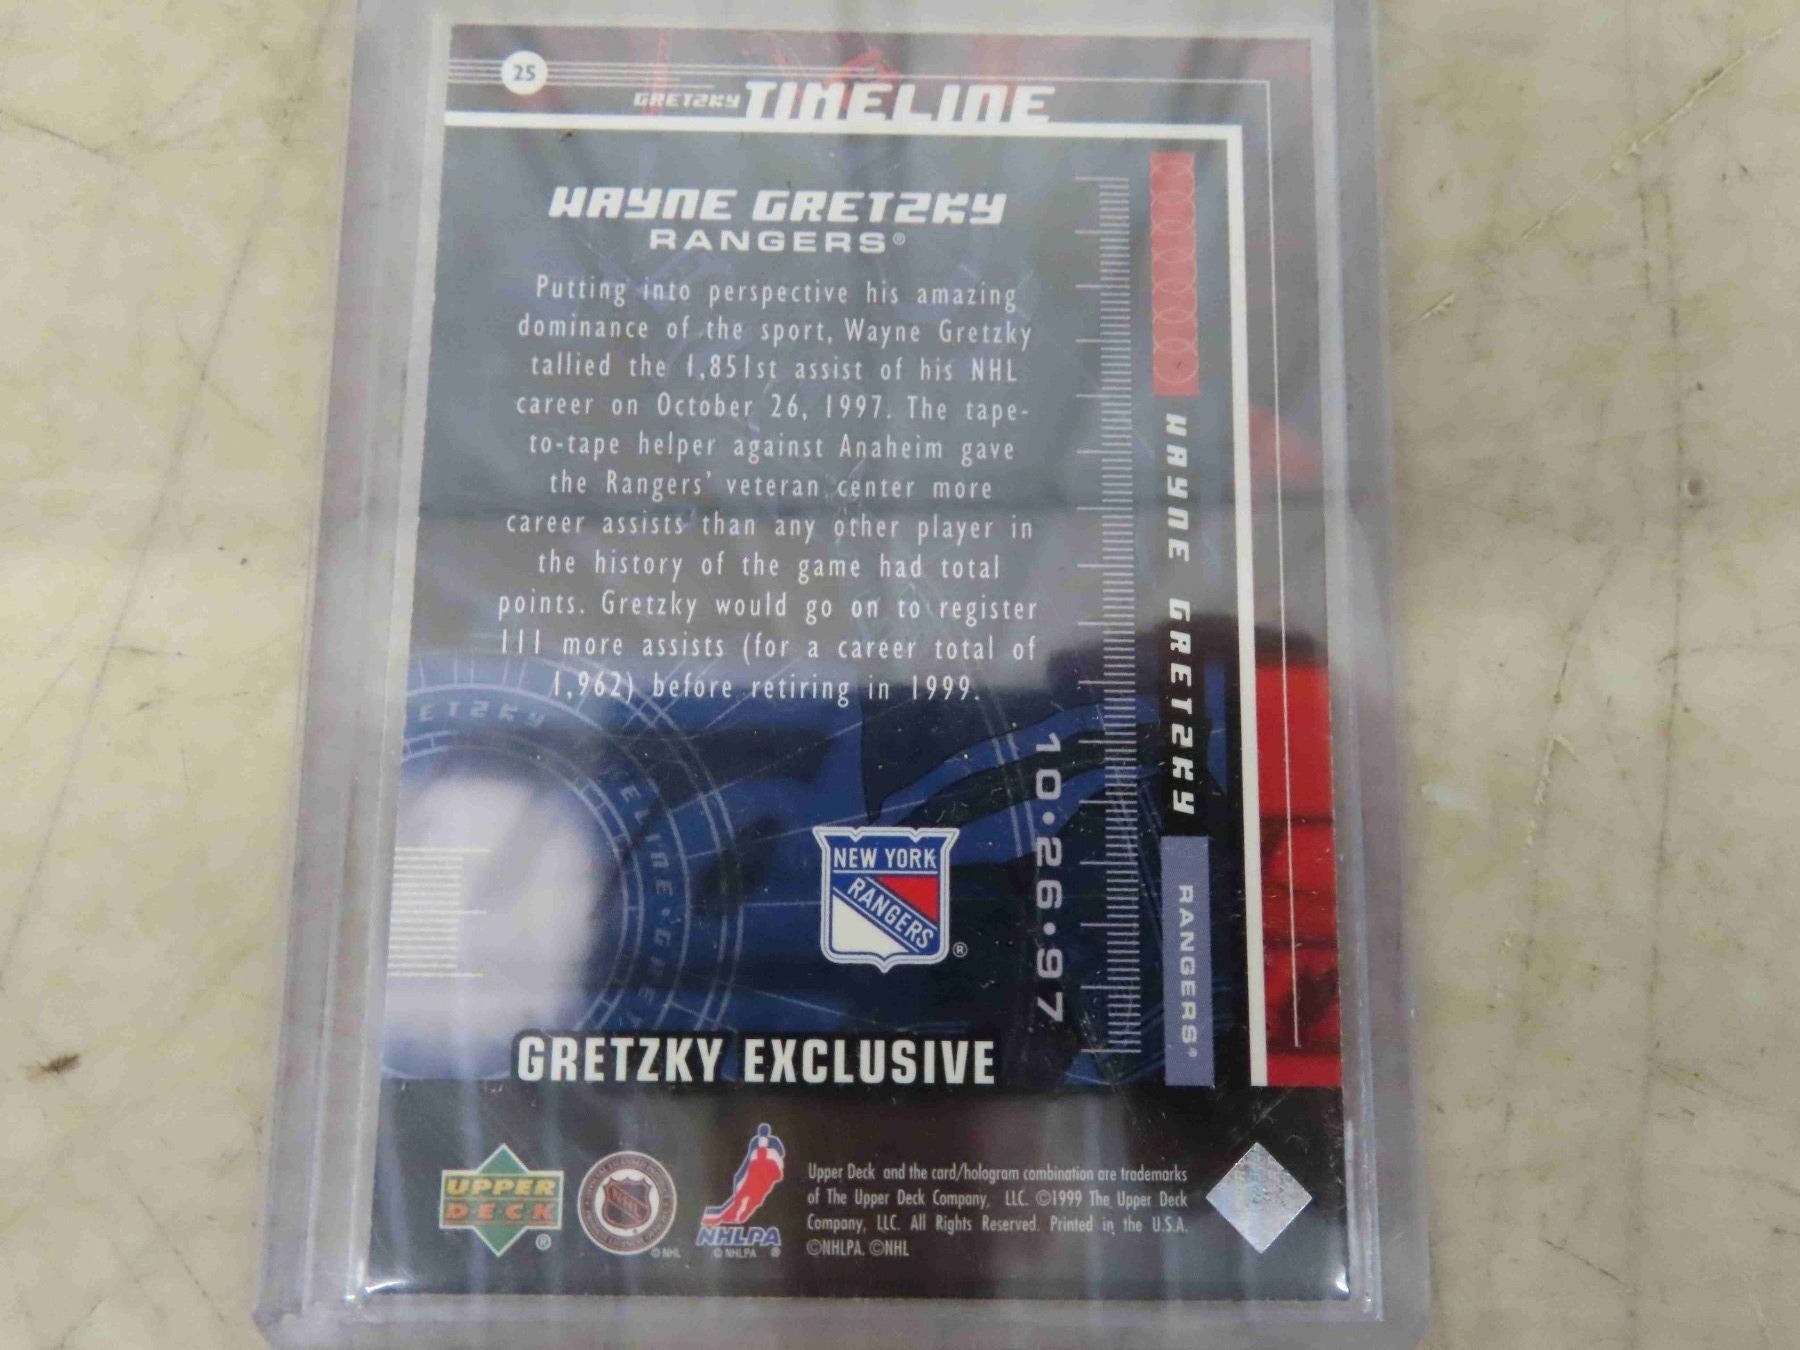 25
GRETZKY TIMELINE
WAYNE GRETZKY
RANGERS®
Putting into perspective his amazing
dominance of the sport, Wayne Gretzky
tallied the 1,851st assist of his NHL
career on October 26, 1997. The tape-
to-tape helper against Anaheim gave
the Rangers' veteran center more
career assists than any other player in
the history of the game had total
points. Gretzky would go on to register
111 more assists (for a career total of
1,962) before retiring in 1999.
WAYNE GRETZKY
RANGERS®
10•26•97
ETZKY
ELINE•GRE
NEW YORK
RANGERS
®
GRETZKY EXCLUSIVE
UPPER
DECK
®
© NHL
NHLPA
© NHLPA ®
Upper Deck and the card/hologram combination are trademarks
of The Upper Deck Company, LLC. ©1999 The Upper Deck
Company, LLC. All Rights Reserved. Printed in the U.S.A.
©NHLPA. ©NHL